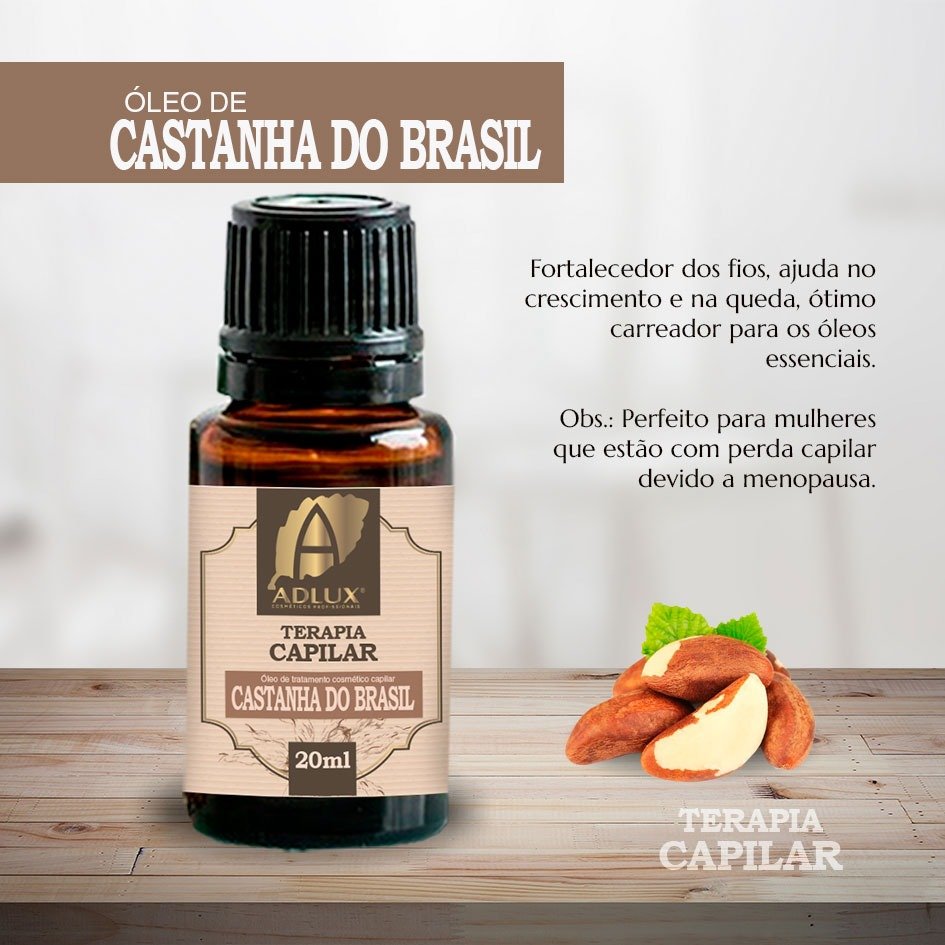 ÓLEO DE
CASTANHA DO BRASIL
Fortalecedor dos fios, ajuda no
crescimento e na queda, ótimo
carreador para os óleos
essenciais.
Obs.: Perfeito para mulheres
que estão com perda capilar
devido a menopausa.
A
ADLUX®
COSMÉTICOS PROFISSIONAIS
TERAPIA
CAPILAR
Óleo de tratamento cosmético capilar
CASTANHA DO BRASIL
20ml
TERAPIA
CAPILAR